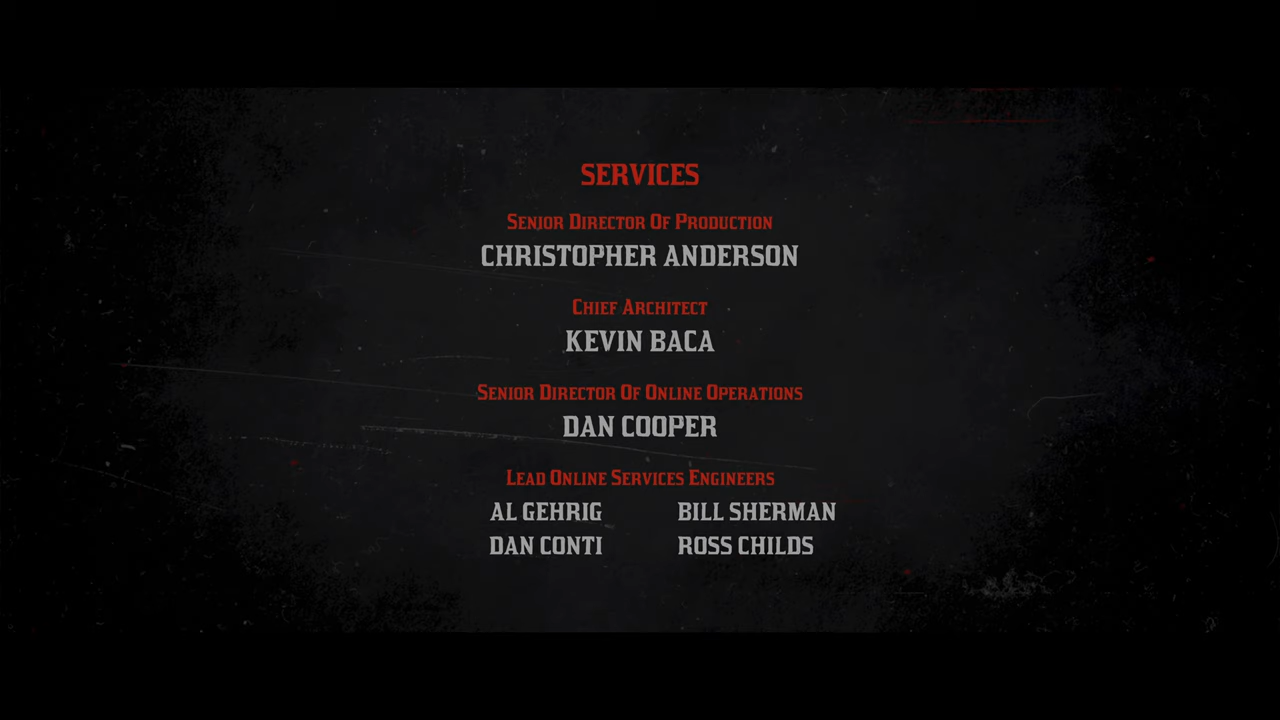 SERVICES
Senior Director Of Production
CHRISTOPHER ANDERSON
Chief Architect
KEVIN BACA
Senior Director Of Online Operations
DAN COOPER
Lead Online Services Engineers
AL GEHRIG BILL SHERMAN
DAN CONTI ROSS CHILDS